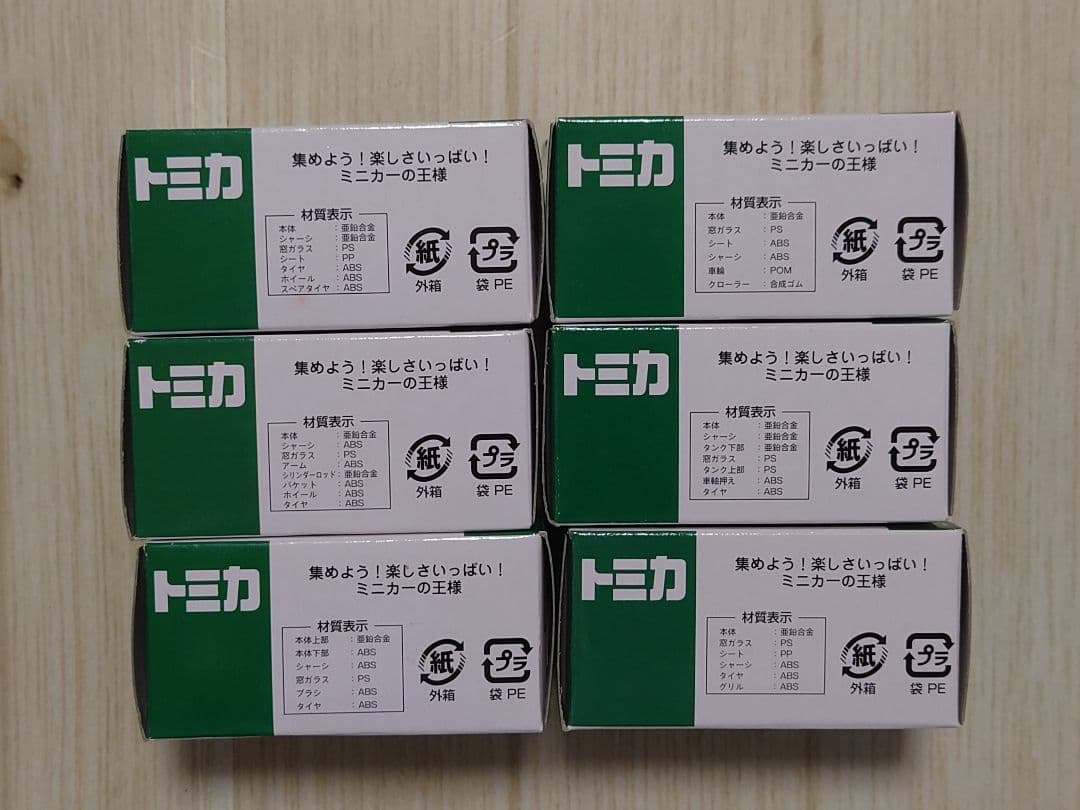 トミカ
集めよう！楽しさいっぱい！
ミニカーの王様
材質表示
本体：亜鉛合金
シャーシ：亜鉛合金
窓ガラス：PS
シート：PP
タイヤ：ABS
ホイール：ABS
スペアタイヤ：ABS
紙
外箱
プラ
袋 PE
トミカ
集めよう！楽しさいっぱい！
ミニカーの王様
材質表示
本体：亜鉛合金
窓ガラス：PS
シート：ABS
シャーシ：ABS
車輪：POM
クローラー：合成ゴム
紙
外箱
プラ
袋 PE
トミカ
集めよう！楽しさいっぱい！
ミニカーの王様
材質表示
本体：亜鉛合金
シャーシ：ABS
窓ガラス：PS
アーム：ABS
シリンダーロッド：亜鉛合金
バケット：ABS
ホイール：ABS
タイヤ：ABS
紙
外箱
プラ
袋 PE
トミカ
集めよう！楽しさいっぱい！
ミニカーの王様
材質表示
本体：亜鉛合金
シャーシ：亜鉛合金
タンク下部：亜鉛合金
窓ガラス：PS
タンク上部：PS
車軸押え：ABS
タイヤ：ABS
紙
外箱
プラ
袋 PE
トミカ
集めよう！楽しさいっぱい！
ミニカーの王様
材質表示
本体上部：亜鉛合金
本体下部：ABS
シャーシ：ABS
窓ガラス：PS
ブラシ：ABS
タイヤ：ABS
紙
外箱
プラ
袋 PE
トミカ
集めよう！楽しさいっぱい！
ミニカーの王様
材質表示
本体：亜鉛合金
窓ガラス：PS
シート：PP
シャーシ：ABS
タイヤ：ABS
グリル：ABS
紙
外箱
プラ
袋 PE